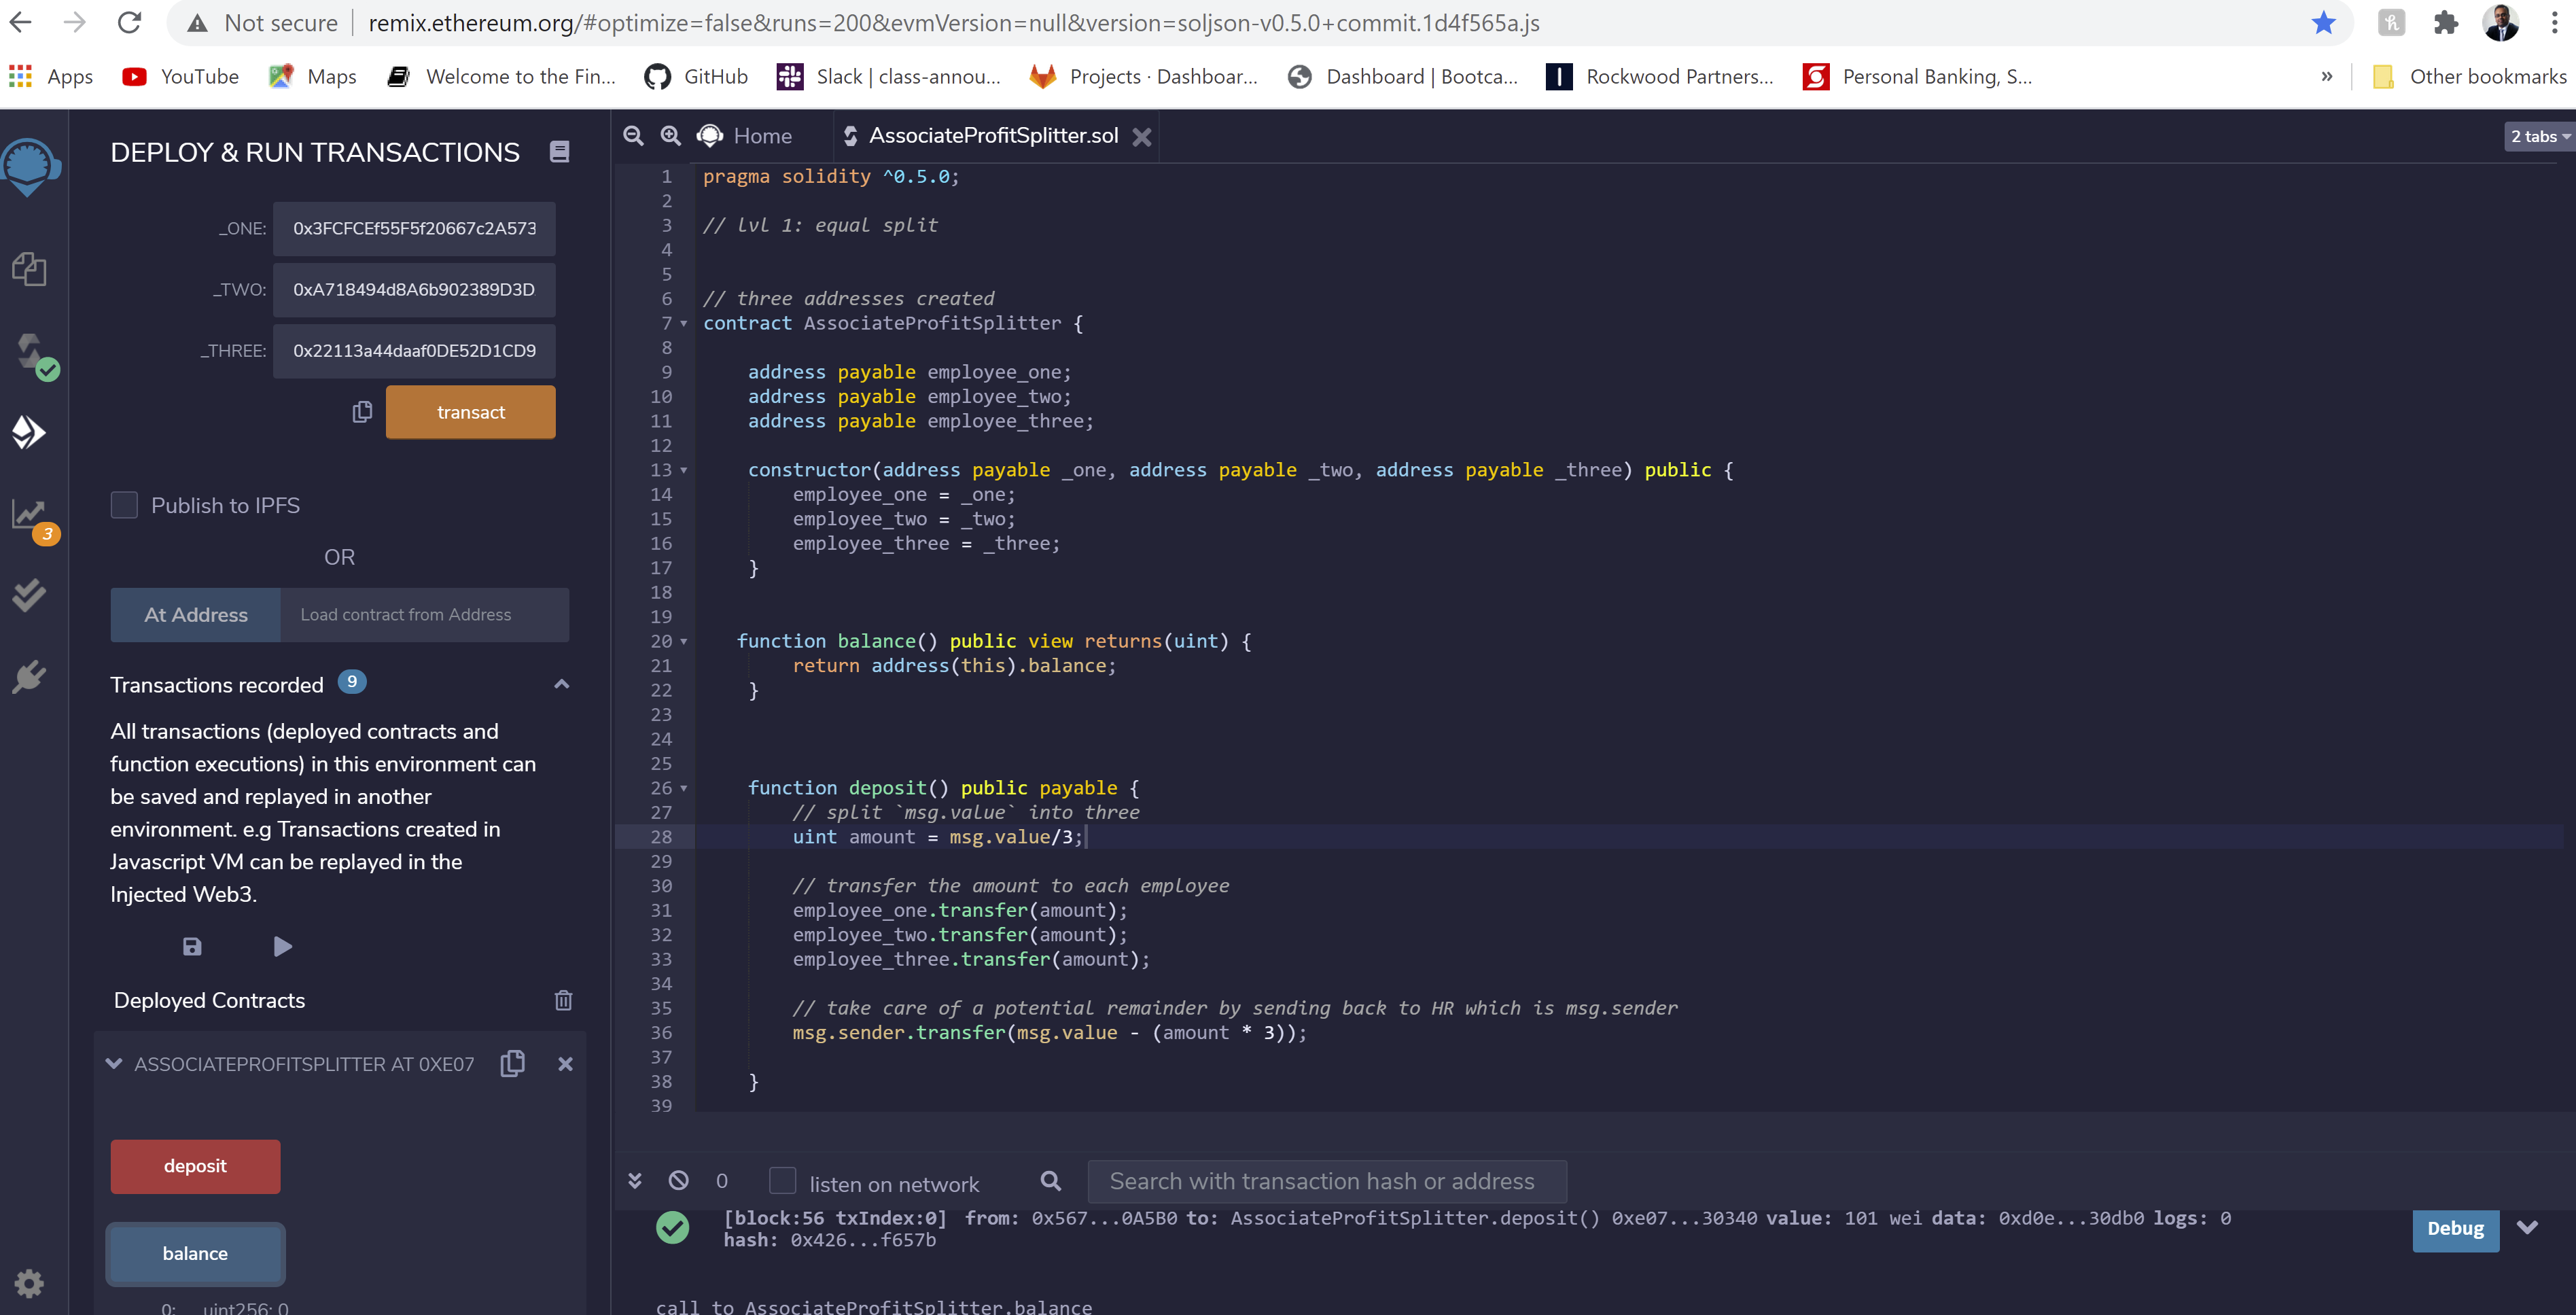 Not secure remix.ethereum.org/#optimize=false&runs=200&evmVersion=null&version=soljson-v0.5.0+commit.1d4f565a.js
Apps YouTube Maps Welcome to the Fin... GitHub Slack | class-annou... Projects · Dashboar... Dashboard | Bootca... Rockwood Partners... Personal Banking, S... » Other bookmarks
DEPLOY & RUN TRANSACTIONS
_ONE: 0x3FCFCEf55F5f20667c2A573
_TWO: 0xA718494d8A6b902389D3D
_THREE: 0x22113a44daaf0DE52D1CD9
transact
Publish to IPFS
OR
At Address Load contract from Address
Transactions recorded 9
All transactions (deployed contracts and
function executions) in this environment can
be saved and replayed in another
environment. e.g Transactions created in
Javascript VM can be replayed in the
Injected Web3.
Deployed Contracts
ASSOCIATEPROFITSPLITTER AT 0XE07
deposit
balance
0: uint256: 0
3
Home AssociateProfitSplitter.sol
2 tabs
1 pragma solidity ^0.5.0;
2
3 // lvl 1: equal split
4
5
6 // three addresses created
7 contract AssociateProfitSplitter {
8
9 address payable employee_one;
10 address payable employee_two;
11 address payable employee_three;
12
13 constructor(address payable _one, address payable _two, address payable _three) public {
14 employee_one = _one;
15 employee_two = _two;
16 employee_three = _three;
17 }
18
19
20 function balance() public view returns(uint) {
21 return address(this).balance;
22 }
23
24
25
26 function deposit() public payable {
27 // split `msg.value` into three
28 uint amount = msg.value/3;
29
30 // transfer the amount to each employee
31 employee_one.transfer(amount);
32 employee_two.transfer(amount);
33 employee_three.transfer(amount);
34
35 // take care of a potential remainder by sending back to HR which is msg.sender
36 msg.sender.transfer(msg.value - (amount * 3));
37
38 }
39
0 listen on network Search with transaction hash or address
[block:56 txIndex:0] from: 0x567...0A5B0 to: AssociateProfitSplitter.deposit() 0xe07...30340 value: 101 wei data: 0xd0e...30db0 logs: 0
hash: 0x426...f657b
Debug
call to AssociateProfitSplitter.balance